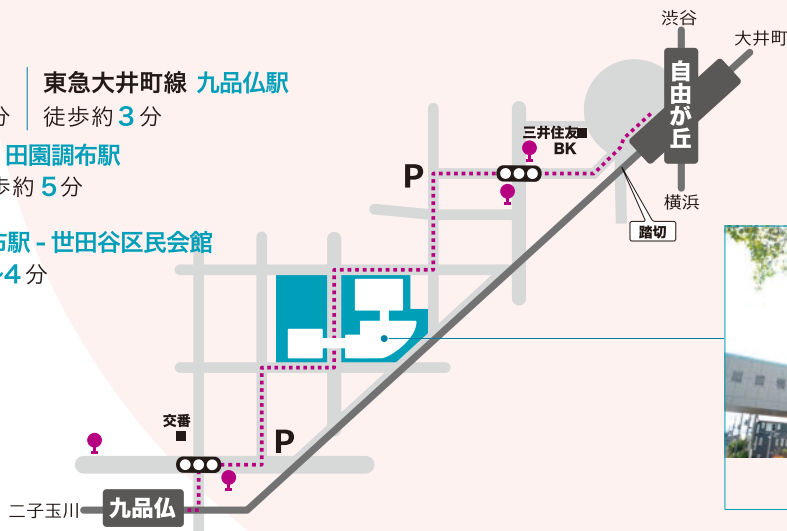 東急大井町線 九品仏駅
分 徒歩約3分
田園調布駅
歩約5分
布駅 - 世田谷区民会館
4分
渋谷
大井町
自由が丘
横浜
踏切
三井住友
BK
P
交番
P
二子玉川
九品仏